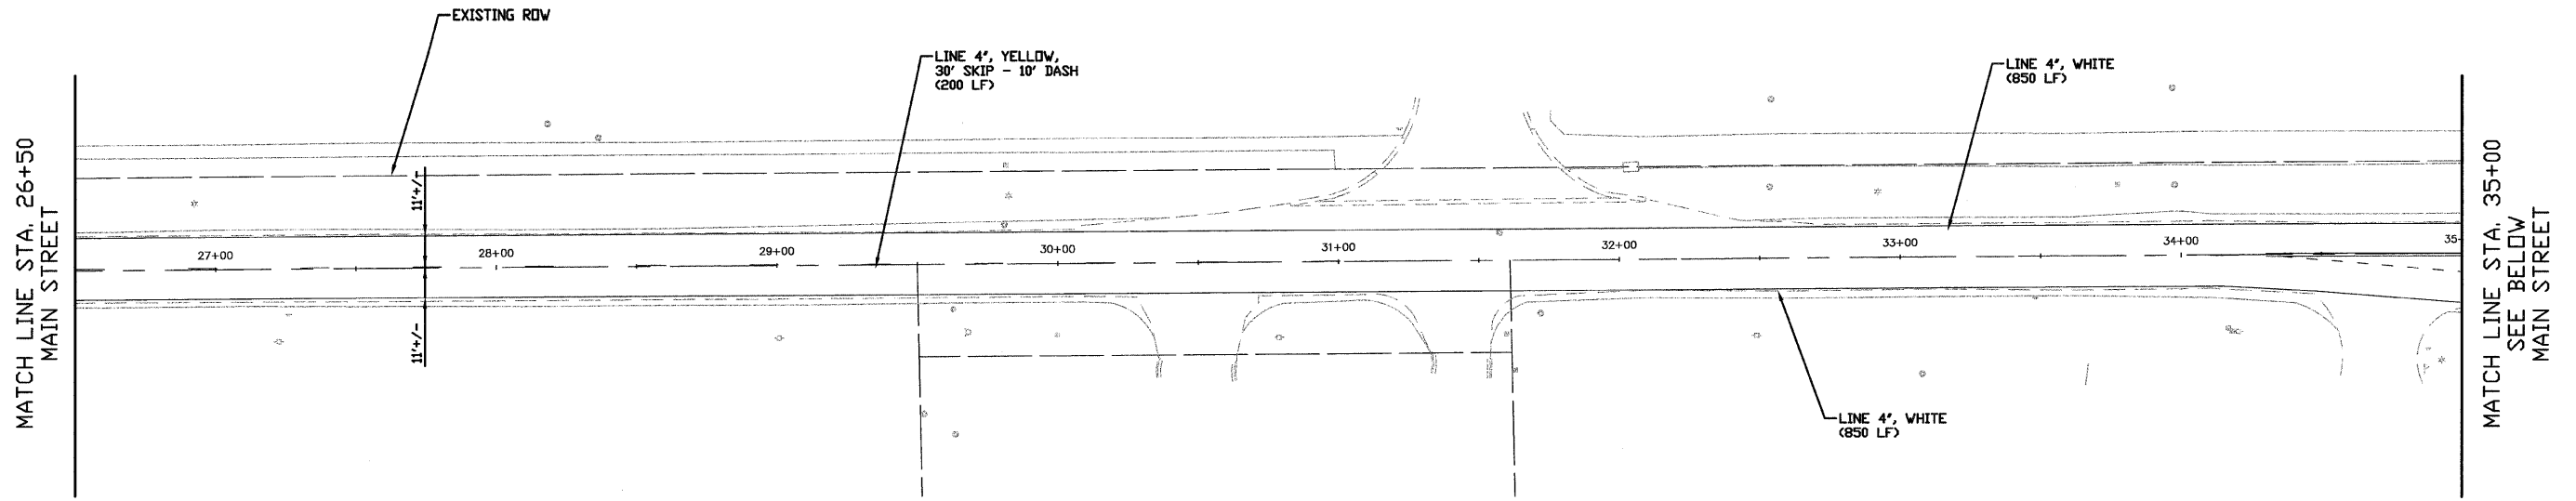 EXISTING ROW
LINE 4", YELLOW,
30' SKIP - 10' DASH
(200 LF)
LINE 4", WHITE
(850 LF)
MATCH LINE STA. 26+50
MAIN STREET
11'+/-
27+00
28+00
29+00
30+00
31+00
32+00
33+00
34+00
35-
11'+/-
LINE 4", WHITE
(850 LF)
MATCH LINE STA. 35+00
SEE BELOW
MAIN STREET